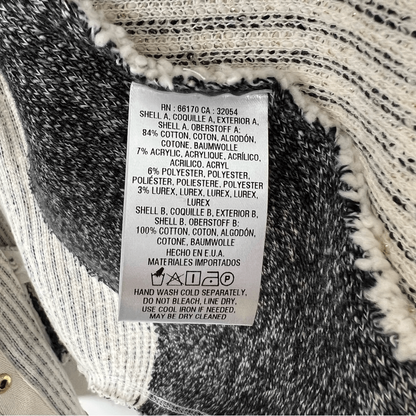 RN : 66170 CA : 32054
SHELL A, COQUILLE A, EXTERIOR A,
SHELL A. OBERSTOFF A:
84% COTTON, COTON, ALGODÓN,
COTONE, BAUMWOLLE
7% ACRYLIC, ACRYLIQUE, ACRÍLICO,
ACRILICO, ACRYL
6% POLYESTER, POLYESTER,
POLIÉSTER, POLIESTERE, POLYESTER
3% LUREX, LUREX, LUREX, LUREX,
LUREX
SHELL B, COQUILLE B, EXTERIOR B,
SHELL B, OBERSTOFF B:
100% COTTON, COTON, ALGODÓN,
COTONE, BAUMWOLLE
HECHO EN E.U.A.
MATERIALES IMPORTADOS
P
HAND WASH COLD SEPARATELY,
DO NOT BLEACH, LINE DRY.
USE COOL IRON IF NEEDED,
MAY BE DRY CLEANED